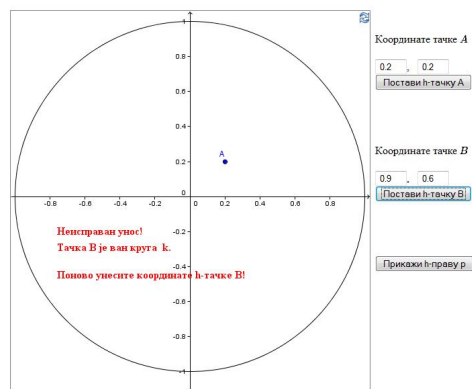 Координате тачке A
0.2 , 0.2
Постави h-тачку A
Координате тачке B
0.9 , 0.6
Постави h-тачку B
Прикажи h-праву p
1
0.8
0.6
0.4
0.2
0
-0.2
-0.4
-0.6
-0.8
-1
-0.8 -0.6 -0.4 -0.2 0 0.2 0.4 0.6 0.8
A
Неисправан унос!
Тачка B је ван круга k.
Поново унесите координате h-тачке B!